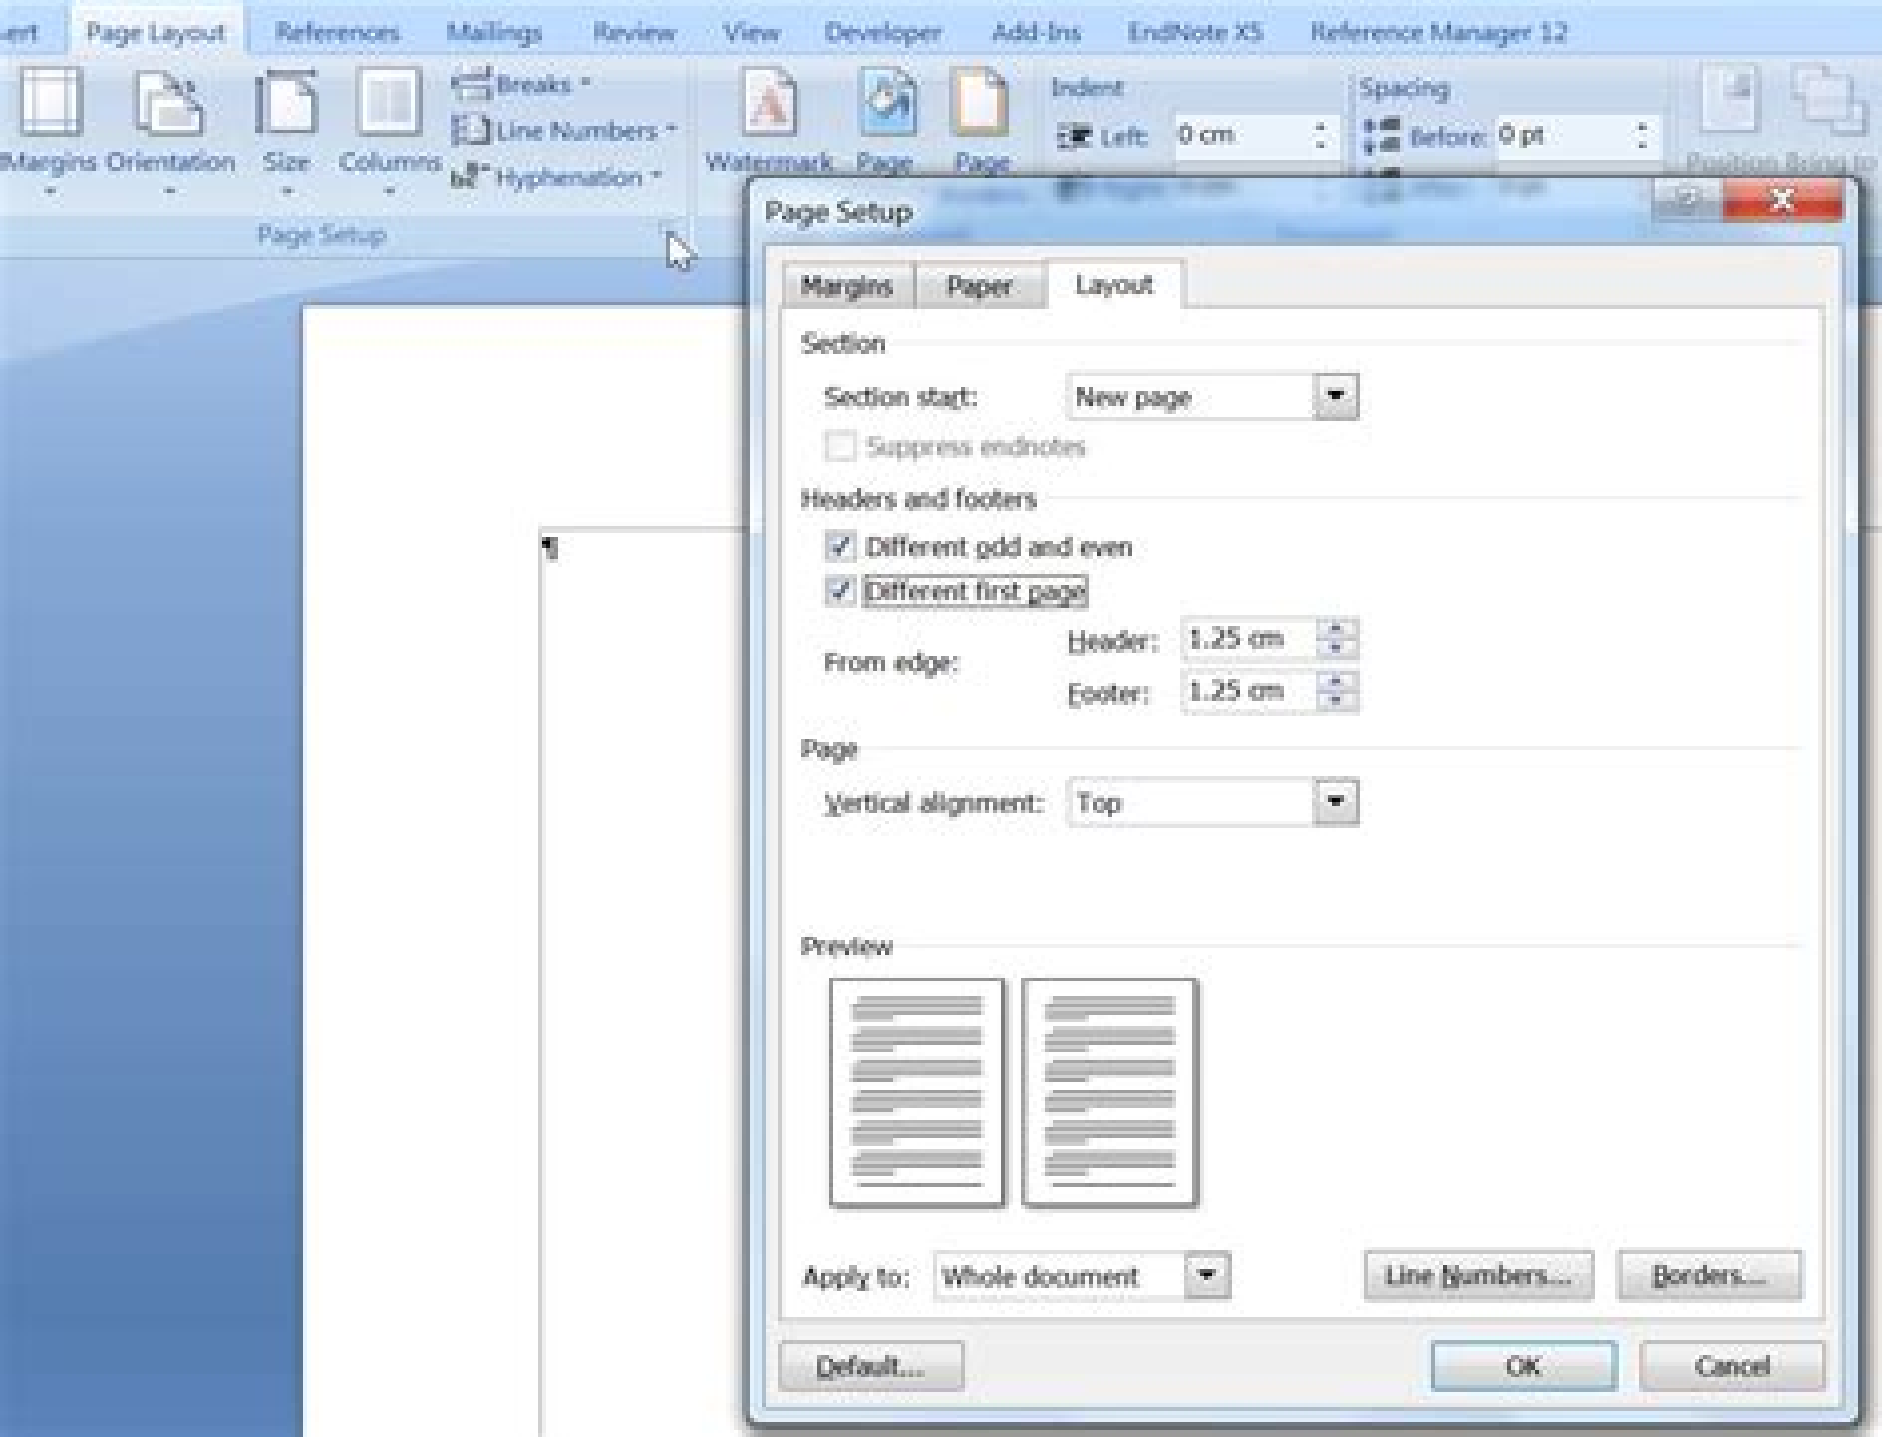 Page Layout References Mailings Review View Developer Add-Ins EndNote X5 Reference Manager 12
Margins Orientation Size Columns
Breaks
Line Numbers
Hyphenation
Watermark Page Page
Indent
Left: 0 cm
Spacing
Before: 0 pt
Position Bring to
Page Setup
Page Setup
Margins Paper Layout
Section
Section start: New page
Suppress endnotes
Headers and footers
Different odd and even
Different first page
From edge:
Header: 1.25 cm
Footer: 1.25 cm
Page
Vertical alignment: Top
Preview
Apply to: Whole document Line Numbers... Borders...
Default... OK Cancel